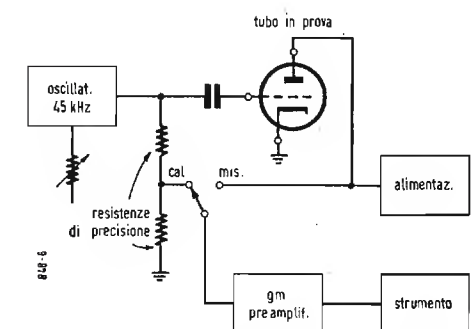 tubo in prova
oscillat.
45 kHz
cal
mis.
alimentaz.
resistenze
di precisione
848-6
gm
preamplif.
strumento